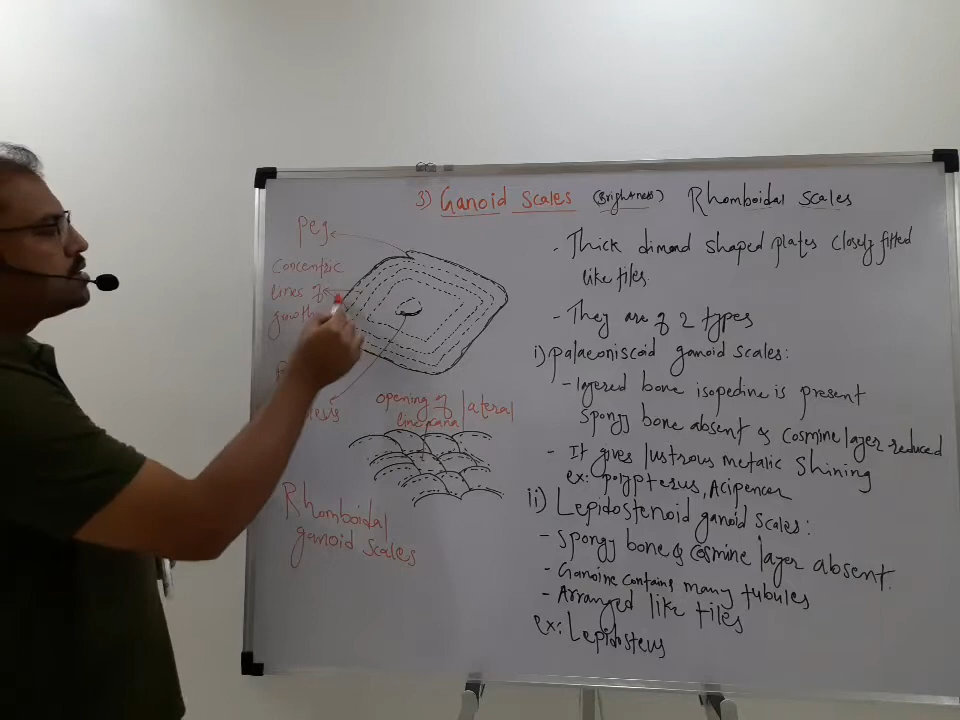 3) Ganoid scales (Brightness) Rhomboidal scales
Peg
Concentric
lines of
growth
opening of lateral
line cana
Rhomboidal
ganoid scales
- Thick dimond shaped plates closely fitted
like tiles.
- They are of 2 types
i) palaeoniscoid ganoid scales:
- layered bone isopedine is present
spongy bone absent & cosmine layer reduced
- It gives lustrous metalic shining
ex: polypterus, Acipencer
ii) Lepidostenoid ganoid scales:
- spongy bone & cosmine layer absent.
- Ganoine contains many tubules
- Arranged like tiles
ex: Lepidosteus